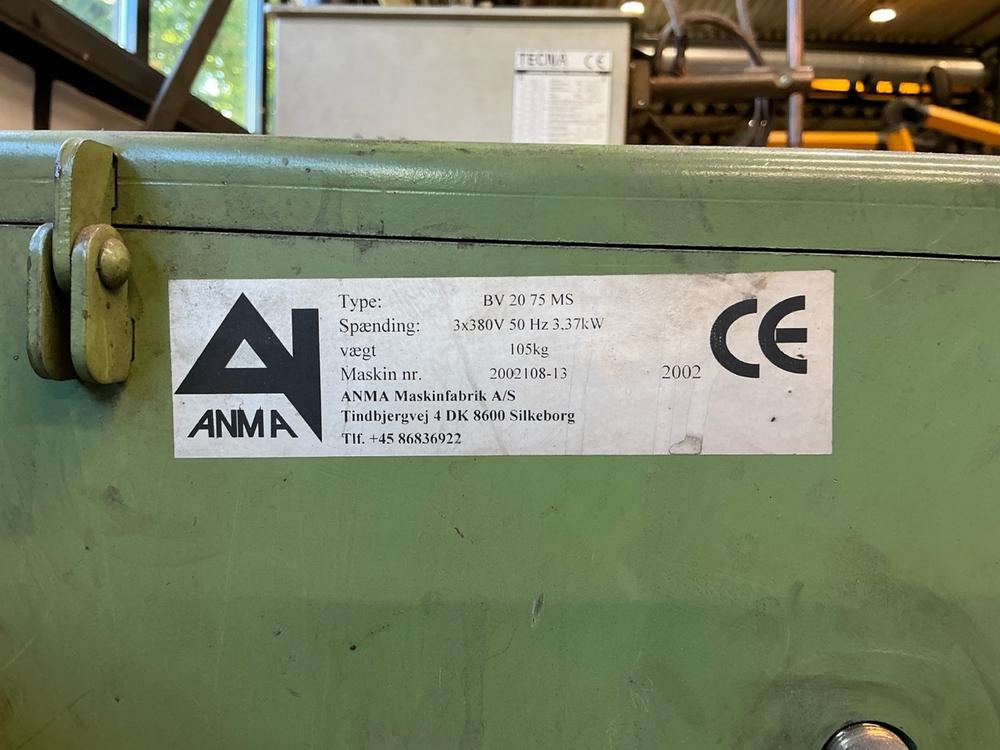 TECNA CE
Type: BV 20 75 MS
Spænding: 3x380V 50 Hz 3,37kW
vægt 105kg
Maskin nr. 2002108-13 2002
ANMA Maskinfabrik A/S
Tindbjergvej 4 DK 8600 Silkeborg
Tlf. +45 86836922
ANMA
CE